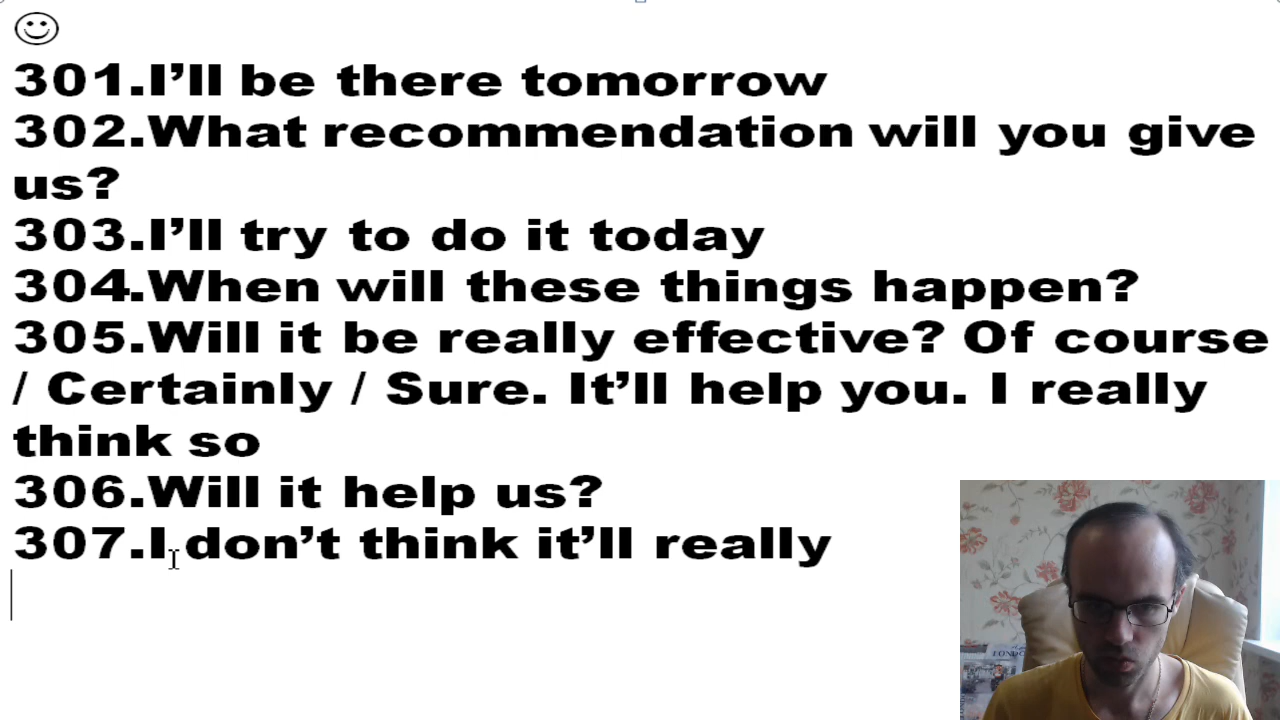 301.I’ll be there tomorrow
302.What recommendation will you give
us?
303.I’ll try to do it today
304.When will these things happen?
305.Will it be really effective? Of course
/ Certainly / Sure. It’ll help you. I really
think so
306.Will it help us?
307.I don’t think it’ll really